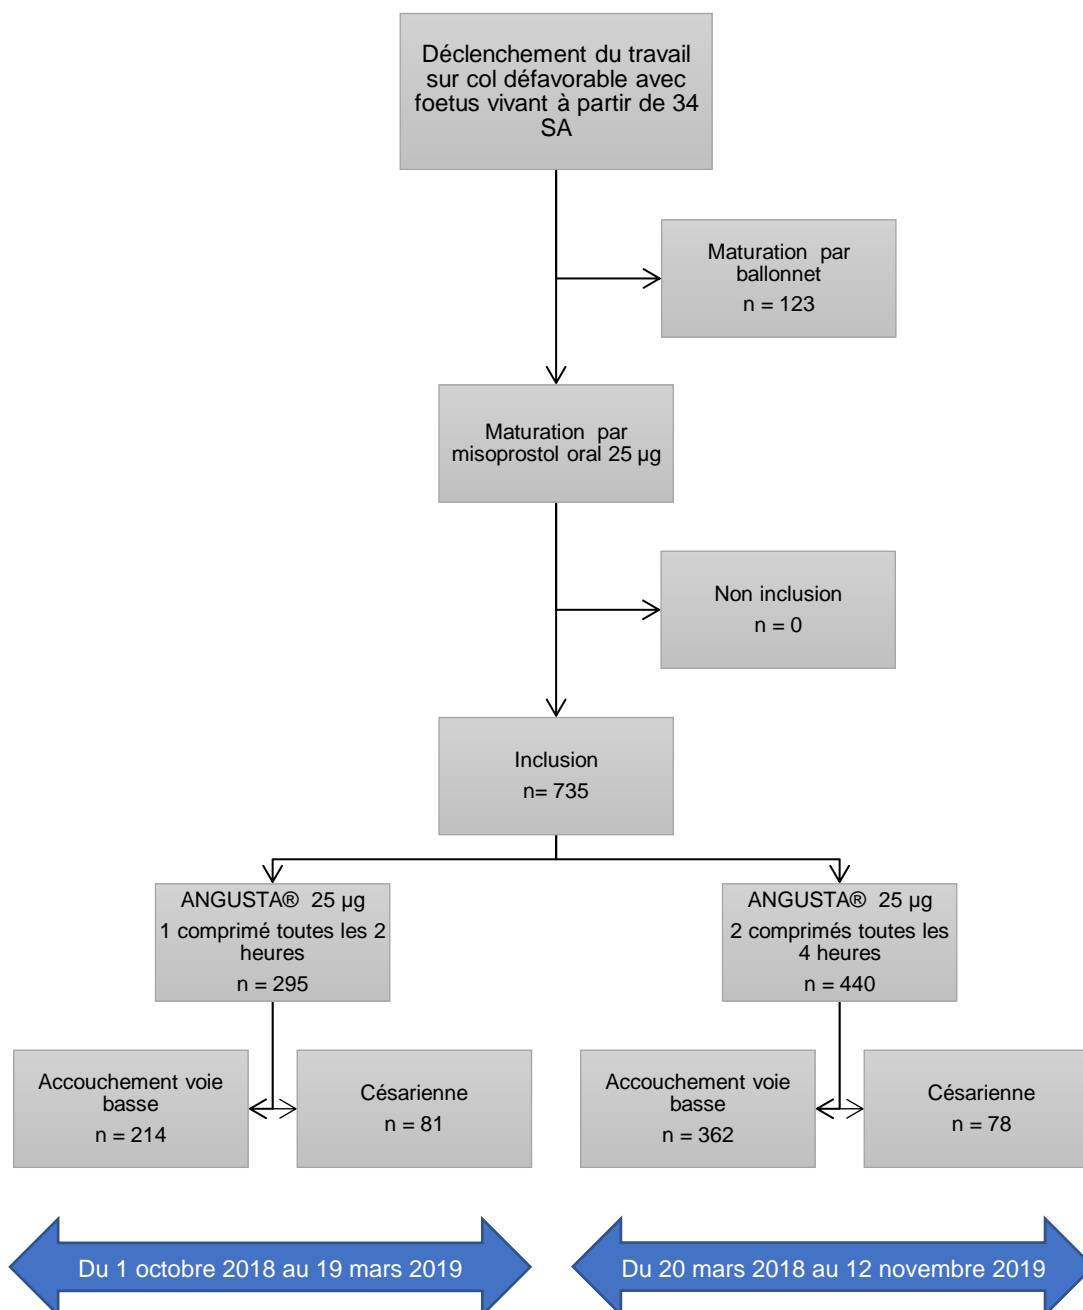 Déclenchement du travail
sur col défavorable avec
foetus vivant à partir de 34
SA
Maturation par
ballonnet
n = 123
Maturation par
misoprostol oral 25 µg
Non inclusion
n = 0
Inclusion
n= 735
ANGUSTA® 25 µg
1 comprimé toutes les 2
heures
n = 295
ANGUSTA® 25 µg
2 comprimés toutes les
4 heures
n = 440
Accouchement voie
basse
n = 214
Césarienne
n = 81
Accouchement voie
basse
n = 362
Césarienne
n = 78
Du 1 octobre 2018 au 19 mars 2019
Du 20 mars 2018 au 12 novembre 2019